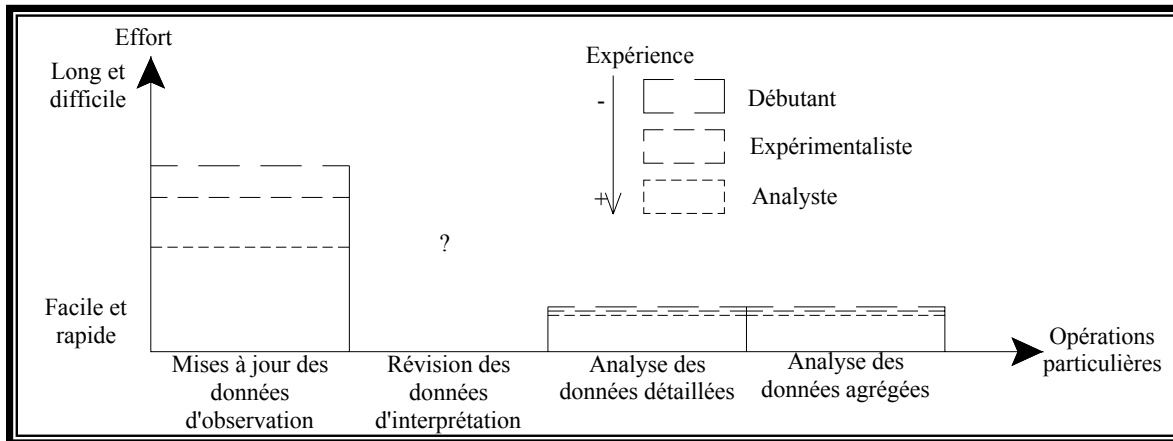 Effort
Long et
difficile
Facile et
rapide
Expérience
-
+
Débutant
Expérimentaliste
Analyste
?
Mises à jour des
données
d'observation
Révision des
données
d'interprétation
Analyse des
données détaillées
Analyse des
données agrégées
Opérations
particulières